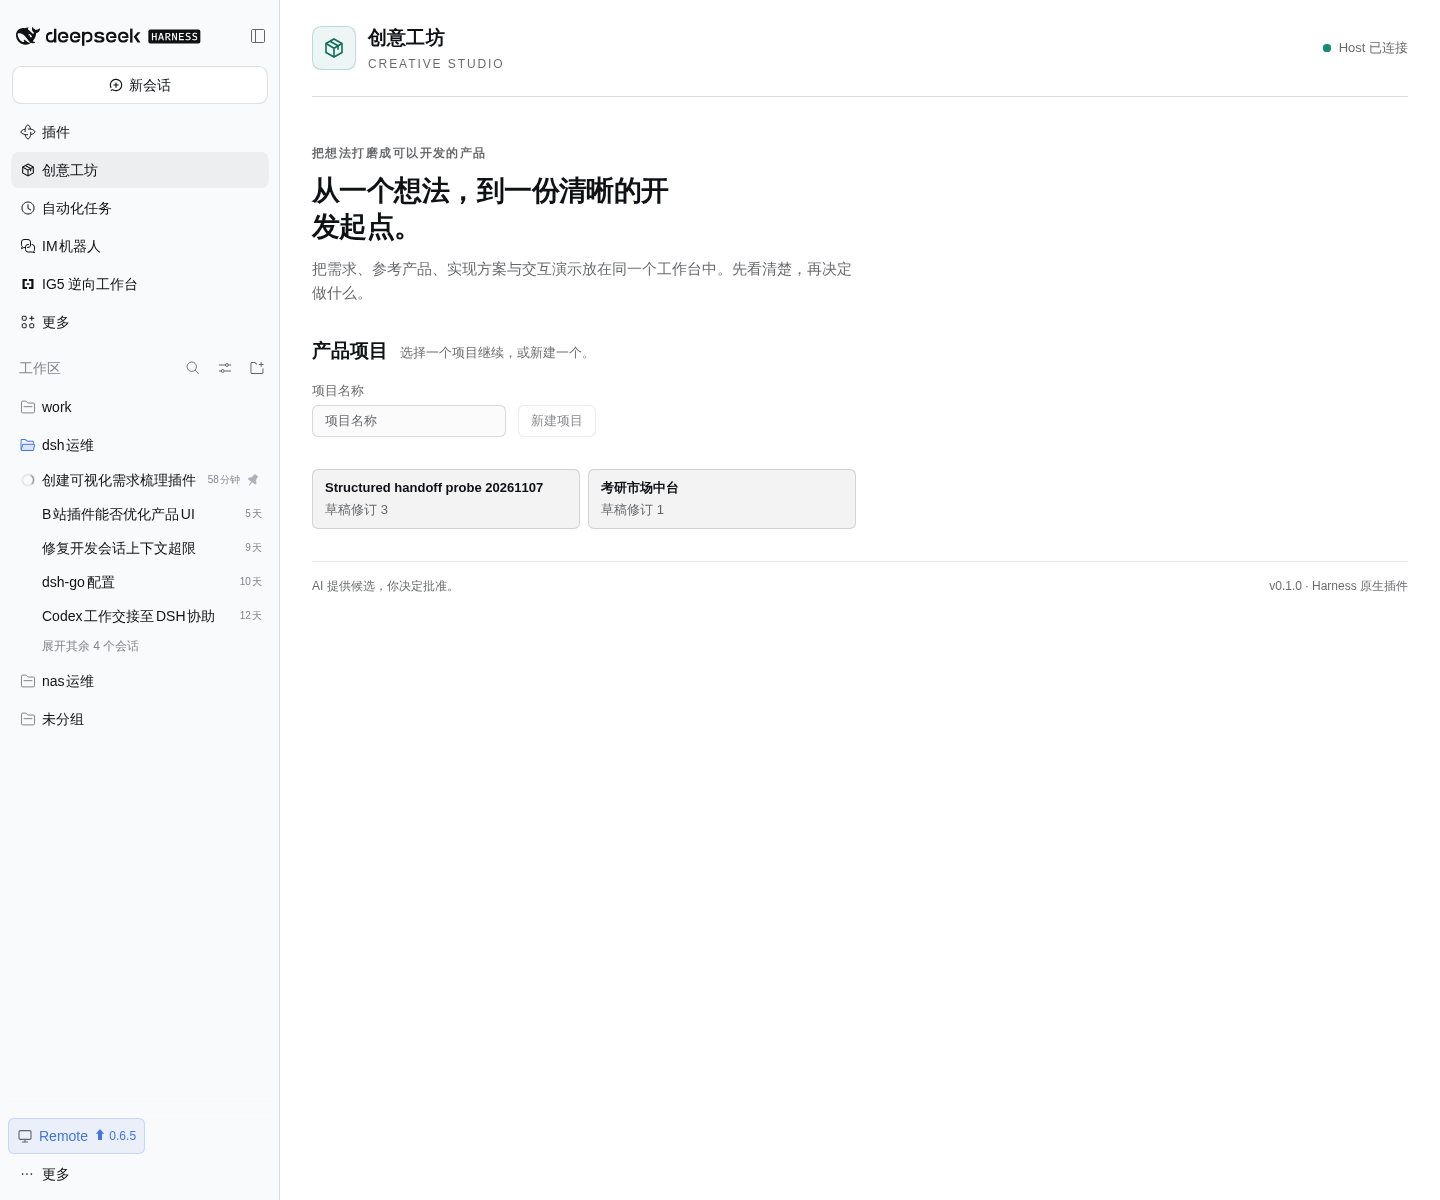 deepseek HARNESS
新会话
插件
创意工坊
自动化任务
IM机器人
IG5 逆向工作台
更多
工作区
work
dsh运维
创建可视化需求梳理插件 58分钟
B站插件能否优化产品UI 5天
修复开发会话上下文超限 9天
dsh-go配置 10天
Codex工作交接至DSH协助 12天
展开其余 4 个会话
nas运维
未分组
Remote 0.6.5
更多
创意工坊
CREATIVE STUDIO
Host 已连接
把想法打磨成可以开发的产品
从一个想法，到一份清晰的开
发起点。
把需求、参考产品、实现方案与交互演示放在同一个工作台中。先看清楚，再决定
做什么。
产品项目 选择一个项目继续，或新建一个。
项目名称
项目名称 新建项目
Structured handoff probe 20261107
草稿修订 3
考研市场中台
草稿修订 1
AI 提供候选，你决定批准。
v0.1.0 · Harness 原生插件